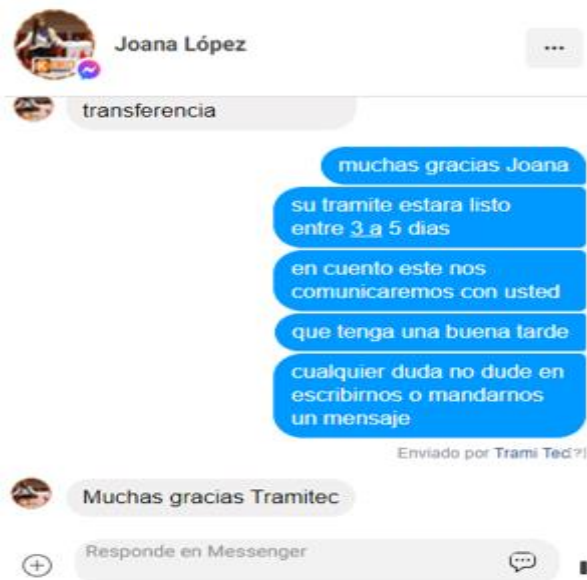 Joana López
transferencia
muchas gracias Joana
su tramite estara listo
entre 3 a 5 dias
en cuento este nos
comunicaremos con usted
que tenga una buena tarde
cualquier duda no dude en
escribirnos o mandarnos
un mensaje
Enviado por Trami Tec[?]
Muchas gracias Tramitec
Responde en Messenger